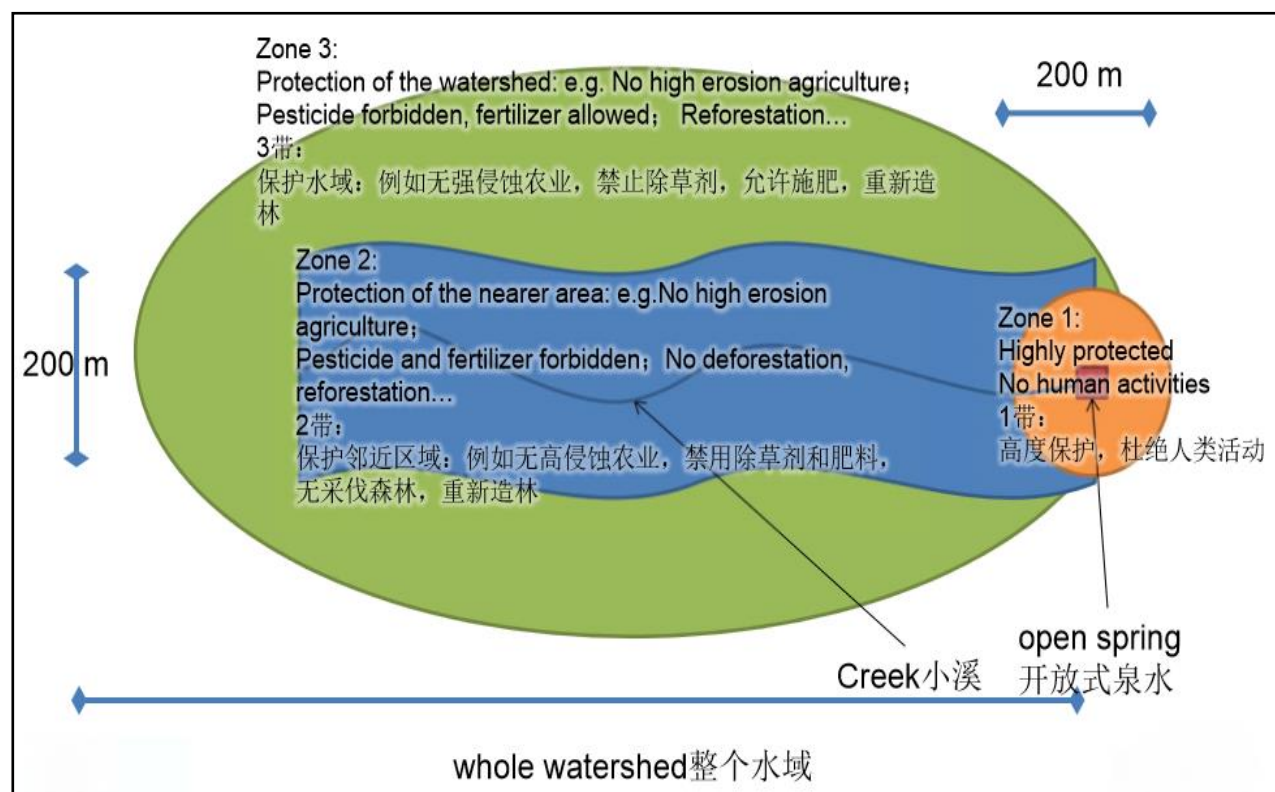 Zone 3:
Protection of the watershed: e.g. No high erosion agriculture；
Pesticide forbidden, fertilizer allowed； Reforestation…
3带：
保护水域：例如无强侵蚀农业，禁止除草剂，允许施肥，重新造
林
200 m
Zone 2:
Protection of the nearer area: e.g.No high erosion
agriculture；
Pesticide and fertilizer forbidden；No deforestation,
reforestation…
2带：
保护邻近区域：例如无高侵蚀农业，禁用除草剂和肥料，
无采伐森林，重新造林
200 m
Zone 1:
Highly protected
No human activities
1带：
高度保护，杜绝人类活动
Creek小溪
open spring
开放式泉水
whole watershed整个水域